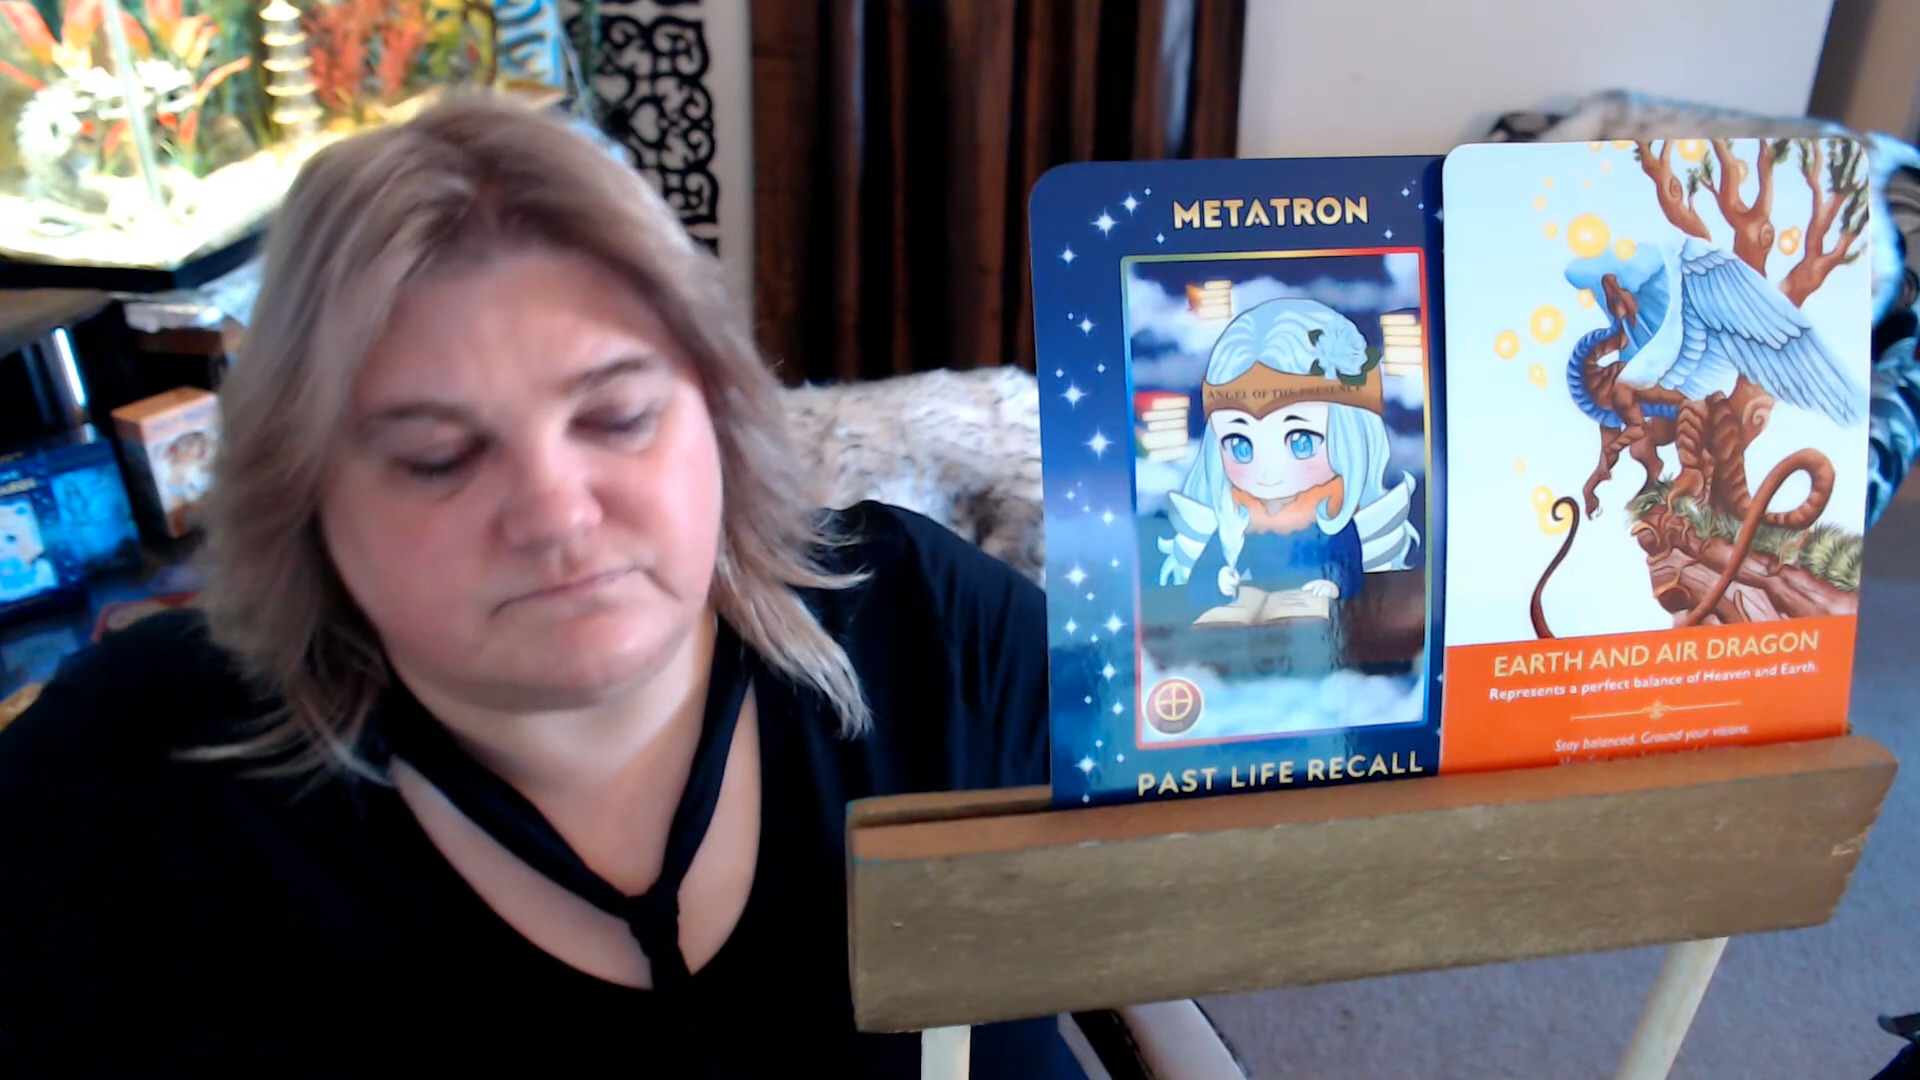 METATRON
ANGEL OF THE PRESENCE
PAST LIFE RECALL
EARTH AND AIR DRAGON
Represents a perfect balance of Heaven and Earth.
Stay balanced. Ground your visions.